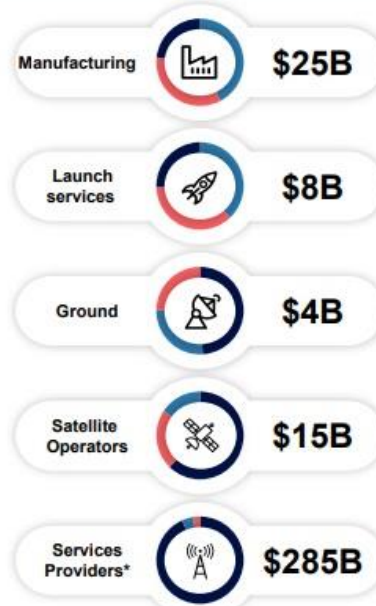 Manufacturing
$25B
Launch
services
$8B
Ground
$4B
Satellite
Operators
$15B
Services
Providers*
$285B